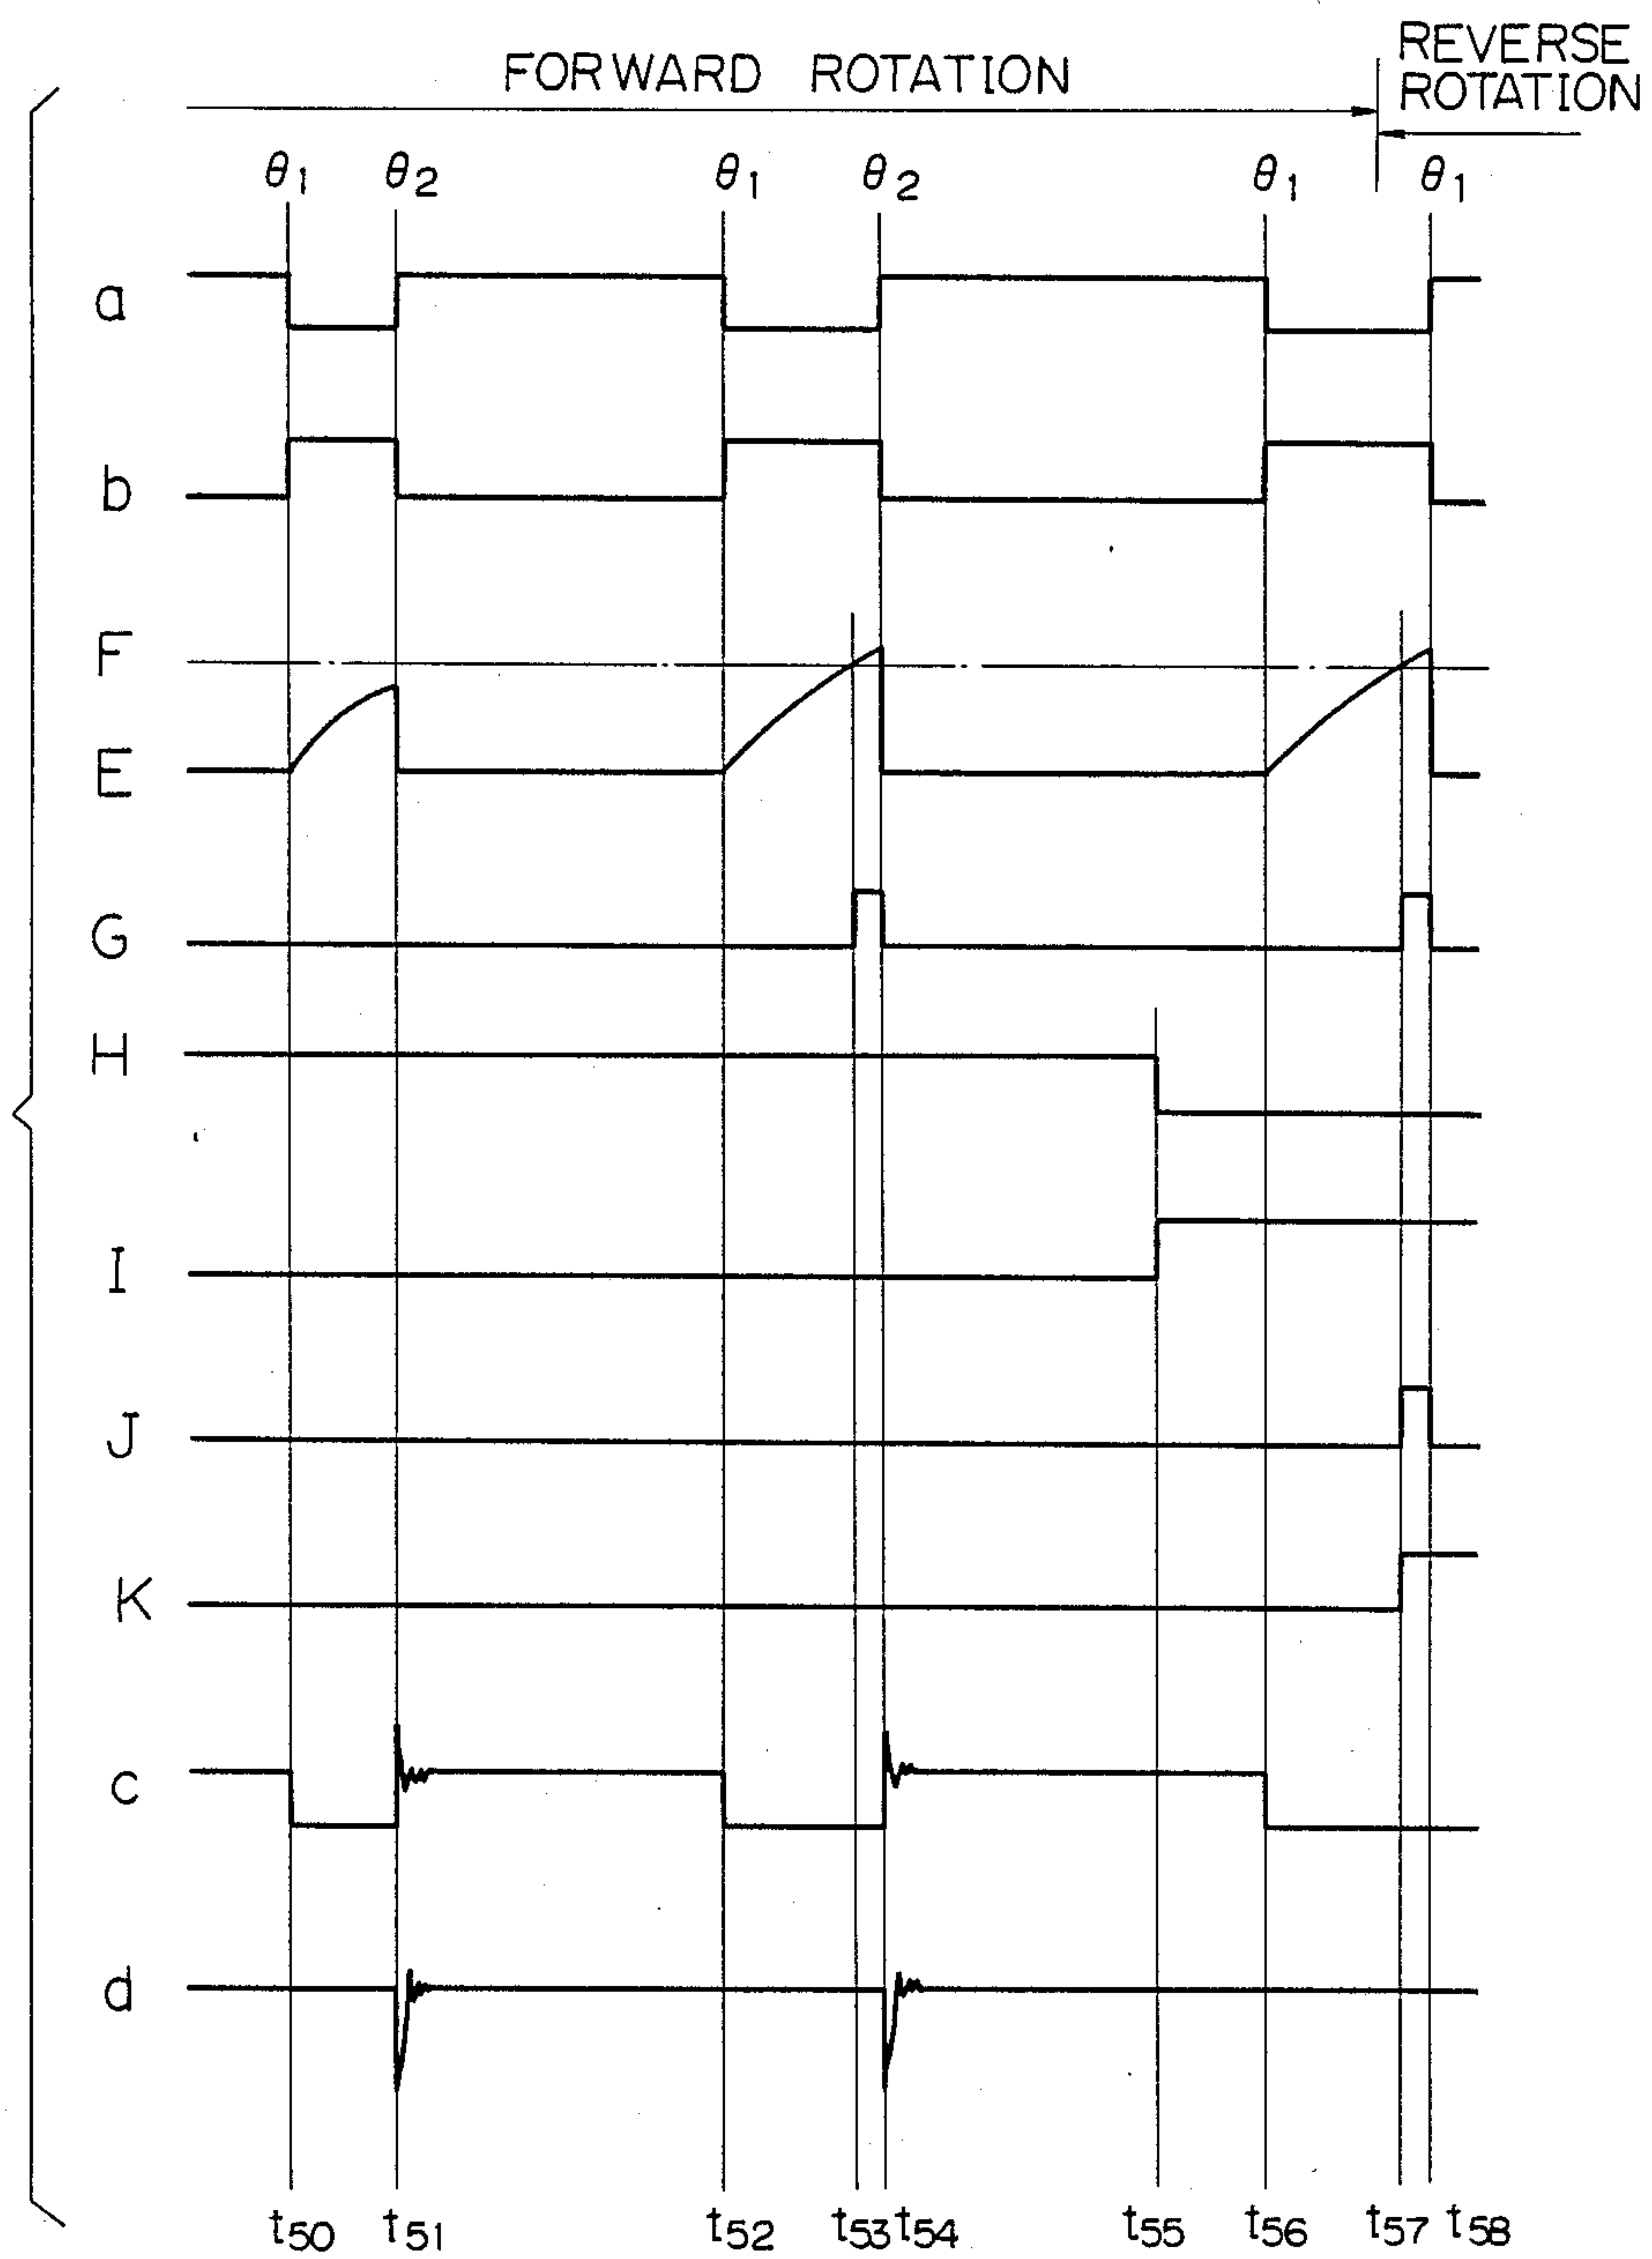 FORWARD ROTATION
REVERSE
ROTATION
θ1 θ2 θ1 θ2 θ1 θ1
a
b
F
E
G
H
I
J
K
c
d
t50 t51 t52 t53 t54 t55 t56 t57 t58